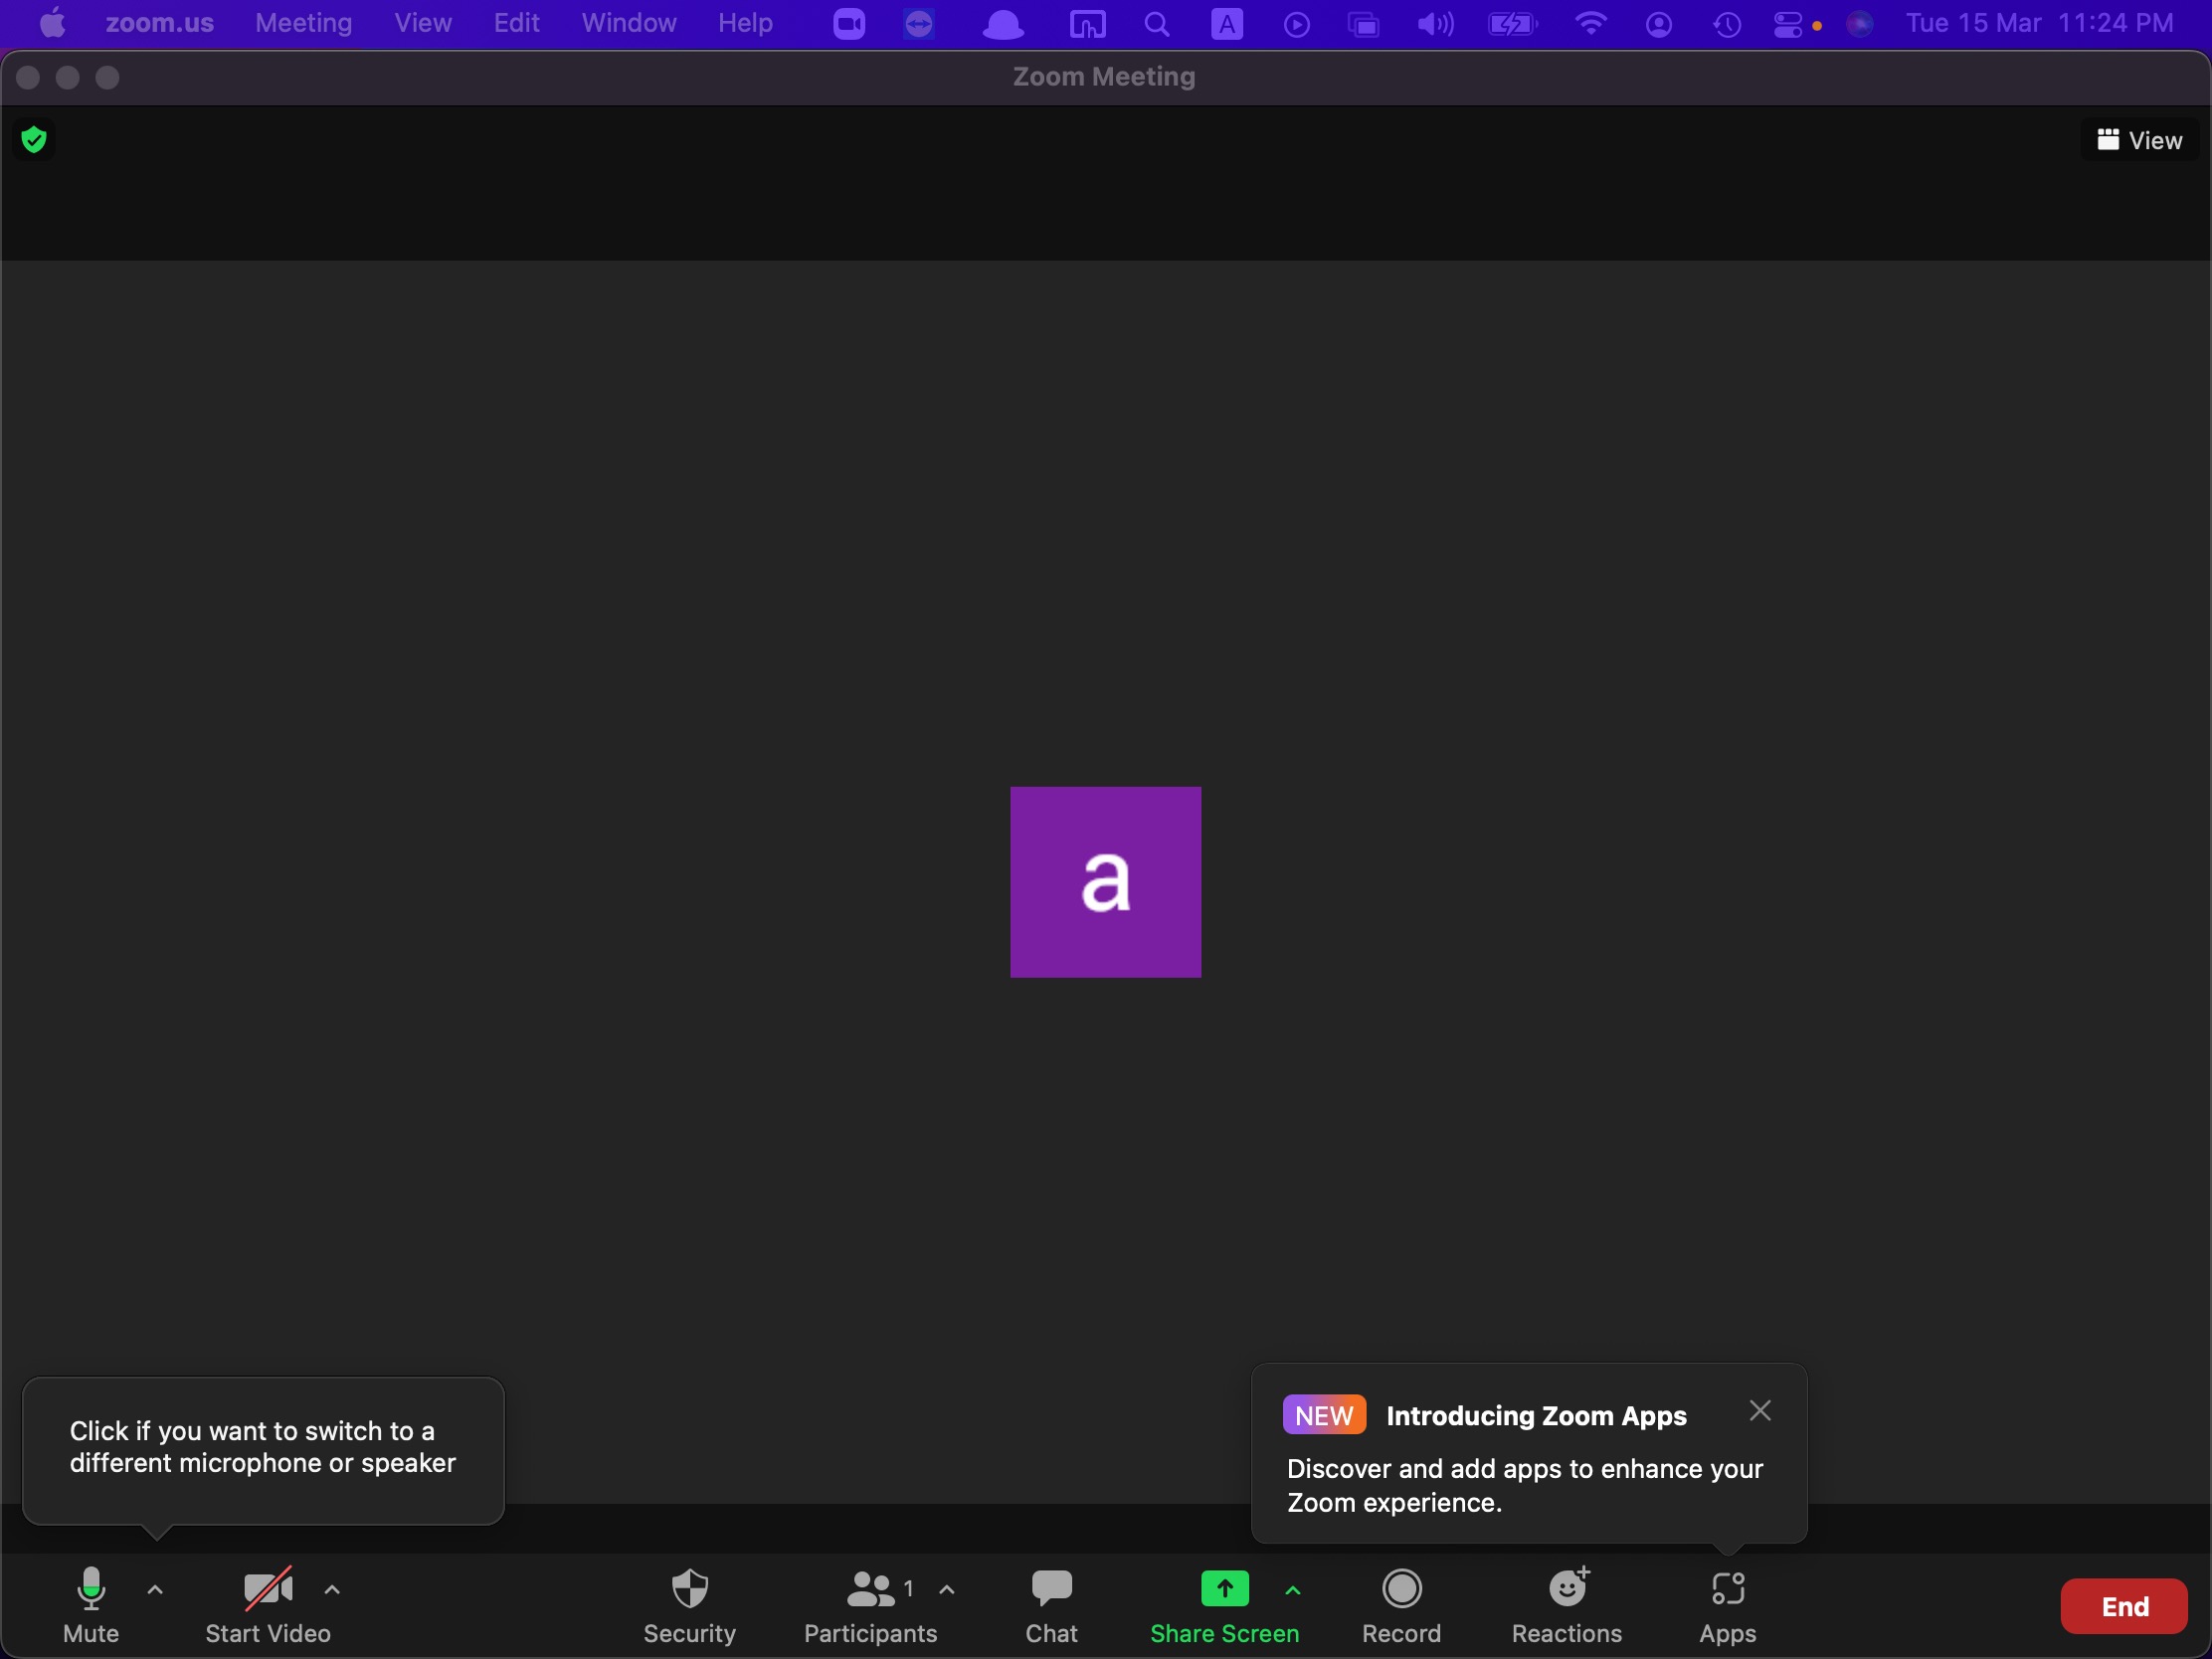 zoom.us Meeting View Edit Window Help A Tue 15 Mar 11:24 PM
Zoom Meeting
View
a
Click if you want to switch to a
different microphone or speaker
NEW Introducing Zoom Apps
Discover and add apps to enhance your
Zoom experience.
1
Mute Start Video Security Participants Chat Share Screen Record Reactions Apps End